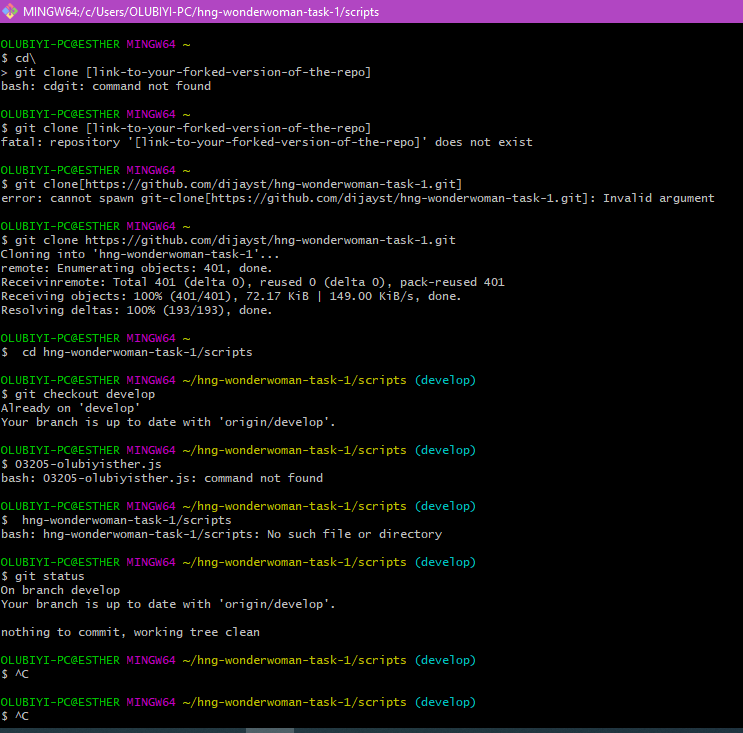 MINGW64:/c/Users/OLUBIYI-PC/hng-wonderwoman-task-1/scripts
OLUBIYI-PC@ESTHER MINGW64 ~
$ cd\
> git clone [link-to-your-forked-version-of-the-repo]
bash: cdgit: command not found
OLUBIYI-PC@ESTHER MINGW64 ~
$ git clone [link-to-your-forked-version-of-the-repo]
fatal: repository '[link-to-your-forked-version-of-the-repo]' does not exist
OLUBIYI-PC@ESTHER MINGW64 ~
$ git clone[https://github.com/dijayst/hng-wonderwoman-task-1.git]
error: cannot spawn git-clone[https://github.com/dijayst/hng-wonderwoman-task-1.git]: Invalid argument
OLUBIYI-PC@ESTHER MINGW64 ~
$ git clone https://github.com/dijayst/hng-wonderwoman-task-1.git
Cloning into 'hng-wonderwoman-task-1'...
remote: Enumerating objects: 401, done.
Receivinremote: Total 401 (delta 0), reused 0 (delta 0), pack-reused 401
Receiving objects: 100% (401/401), 72.17 KiB | 149.00 KiB/s, done.
Resolving deltas: 100% (193/193), done.
OLUBIYI-PC@ESTHER MINGW64 ~
$  cd hng-wonderwoman-task-1/scripts
OLUBIYI-PC@ESTHER MINGW64 ~/hng-wonderwoman-task-1/scripts (develop)
$ git checkout develop
Already on 'develop'
Your branch is up to date with 'origin/develop'.
OLUBIYI-PC@ESTHER MINGW64 ~/hng-wonderwoman-task-1/scripts (develop)
$ 03205-olubiyisther.js
bash: 03205-olubiyisther.js: command not found
OLUBIYI-PC@ESTHER MINGW64 ~/hng-wonderwoman-task-1/scripts (develop)
$  hng-wonderwoman-task-1/scripts
bash: hng-wonderwoman-task-1/scripts: No such file or directory
OLUBIYI-PC@ESTHER MINGW64 ~/hng-wonderwoman-task-1/scripts (develop)
$ git status
On branch develop
Your branch is up to date with 'origin/develop'.
nothing to commit, working tree clean
OLUBIYI-PC@ESTHER MINGW64 ~/hng-wonderwoman-task-1/scripts (develop)
$ ^C
OLUBIYI-PC@ESTHER MINGW64 ~/hng-wonderwoman-task-1/scripts (develop)
$ ^C